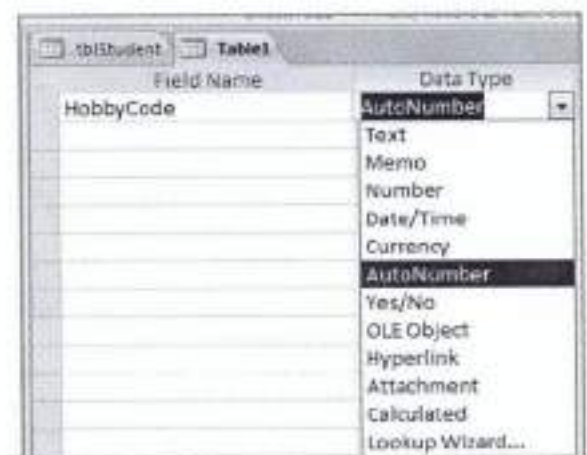 tblStudent Table1
Field Name Data Type
HobbyCode AutoNumber
Text
Memo
Number
Date/Time
Currency
AutoNumber
Yes/No
OLE Object
Hyperlink
Attachment
Calculated
Lookup Wizard...